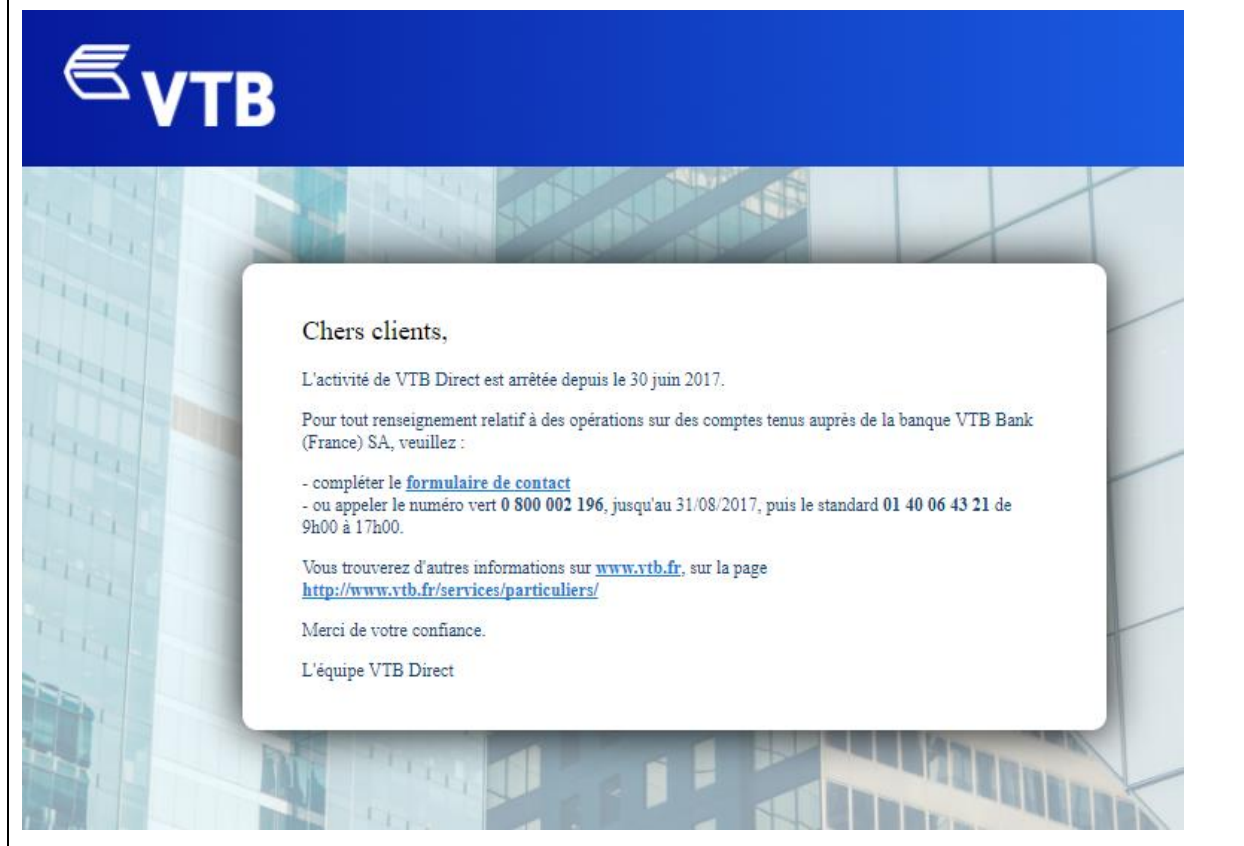 VTB
Chers clients,
L'activité de VTB Direct est arrêtée depuis le 30 juin 2017.
Pour tout renseignement relatif à des opérations sur des comptes tenus auprès de la banque VTB Bank
(France) SA, veuillez :
- compléter le formulaire de contact
- ou appeler le numéro vert 0 800 002 196, jusqu'au 31/08/2017, puis le standard 01 40 06 43 21 de
9h00 à 17h00.
Vous trouverez d'autres informations sur www.vtb.fr, sur la page
http://www.vtb.fr/services/particuliers/
Merci de votre confiance.
L'équipe VTB Direct